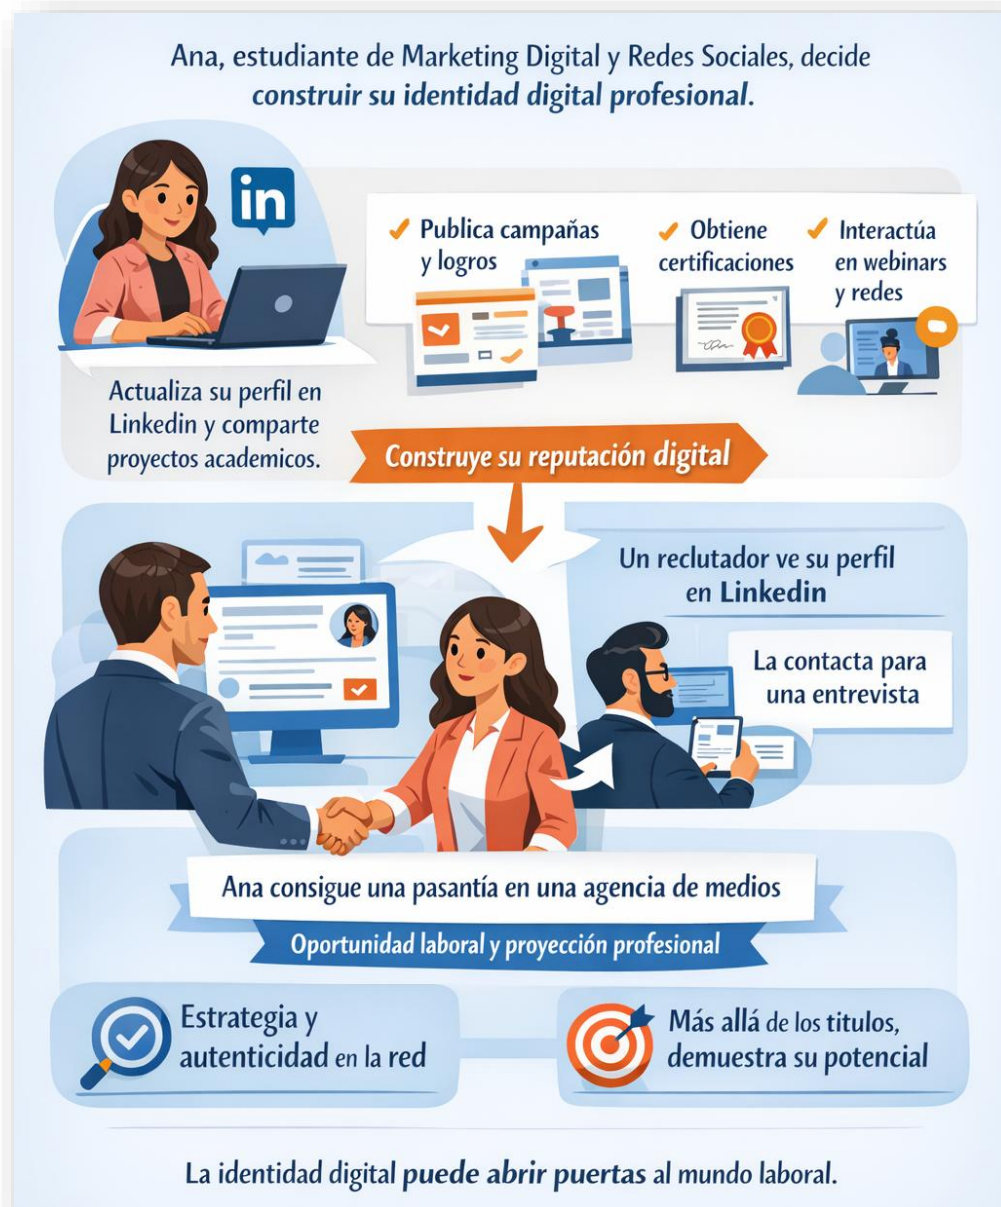 Ana, estudiante de Marketing Digital y Redes Sociales, decide
construir su identidad digital profesional.
in
✓ Publica campañas
y logros
✓ Obtiene
certificaciones
✓ Interactúa
en webinars
y redes
Actualiza su perfil en
Linkedin y comparte
proyectos academicos.
Construye su reputación digital
Un reclutador ve su perfil
en Linkedin
La contacta para
una entrevista
Ana consigue una pasantía en una agencia de medios
Oportunidad laboral y proyección profesional
Estrategia y
autenticidad en la red
Más allá de los titulos,
demuestra su potencial
La identidad digital puede abrir puertas al mundo laboral.